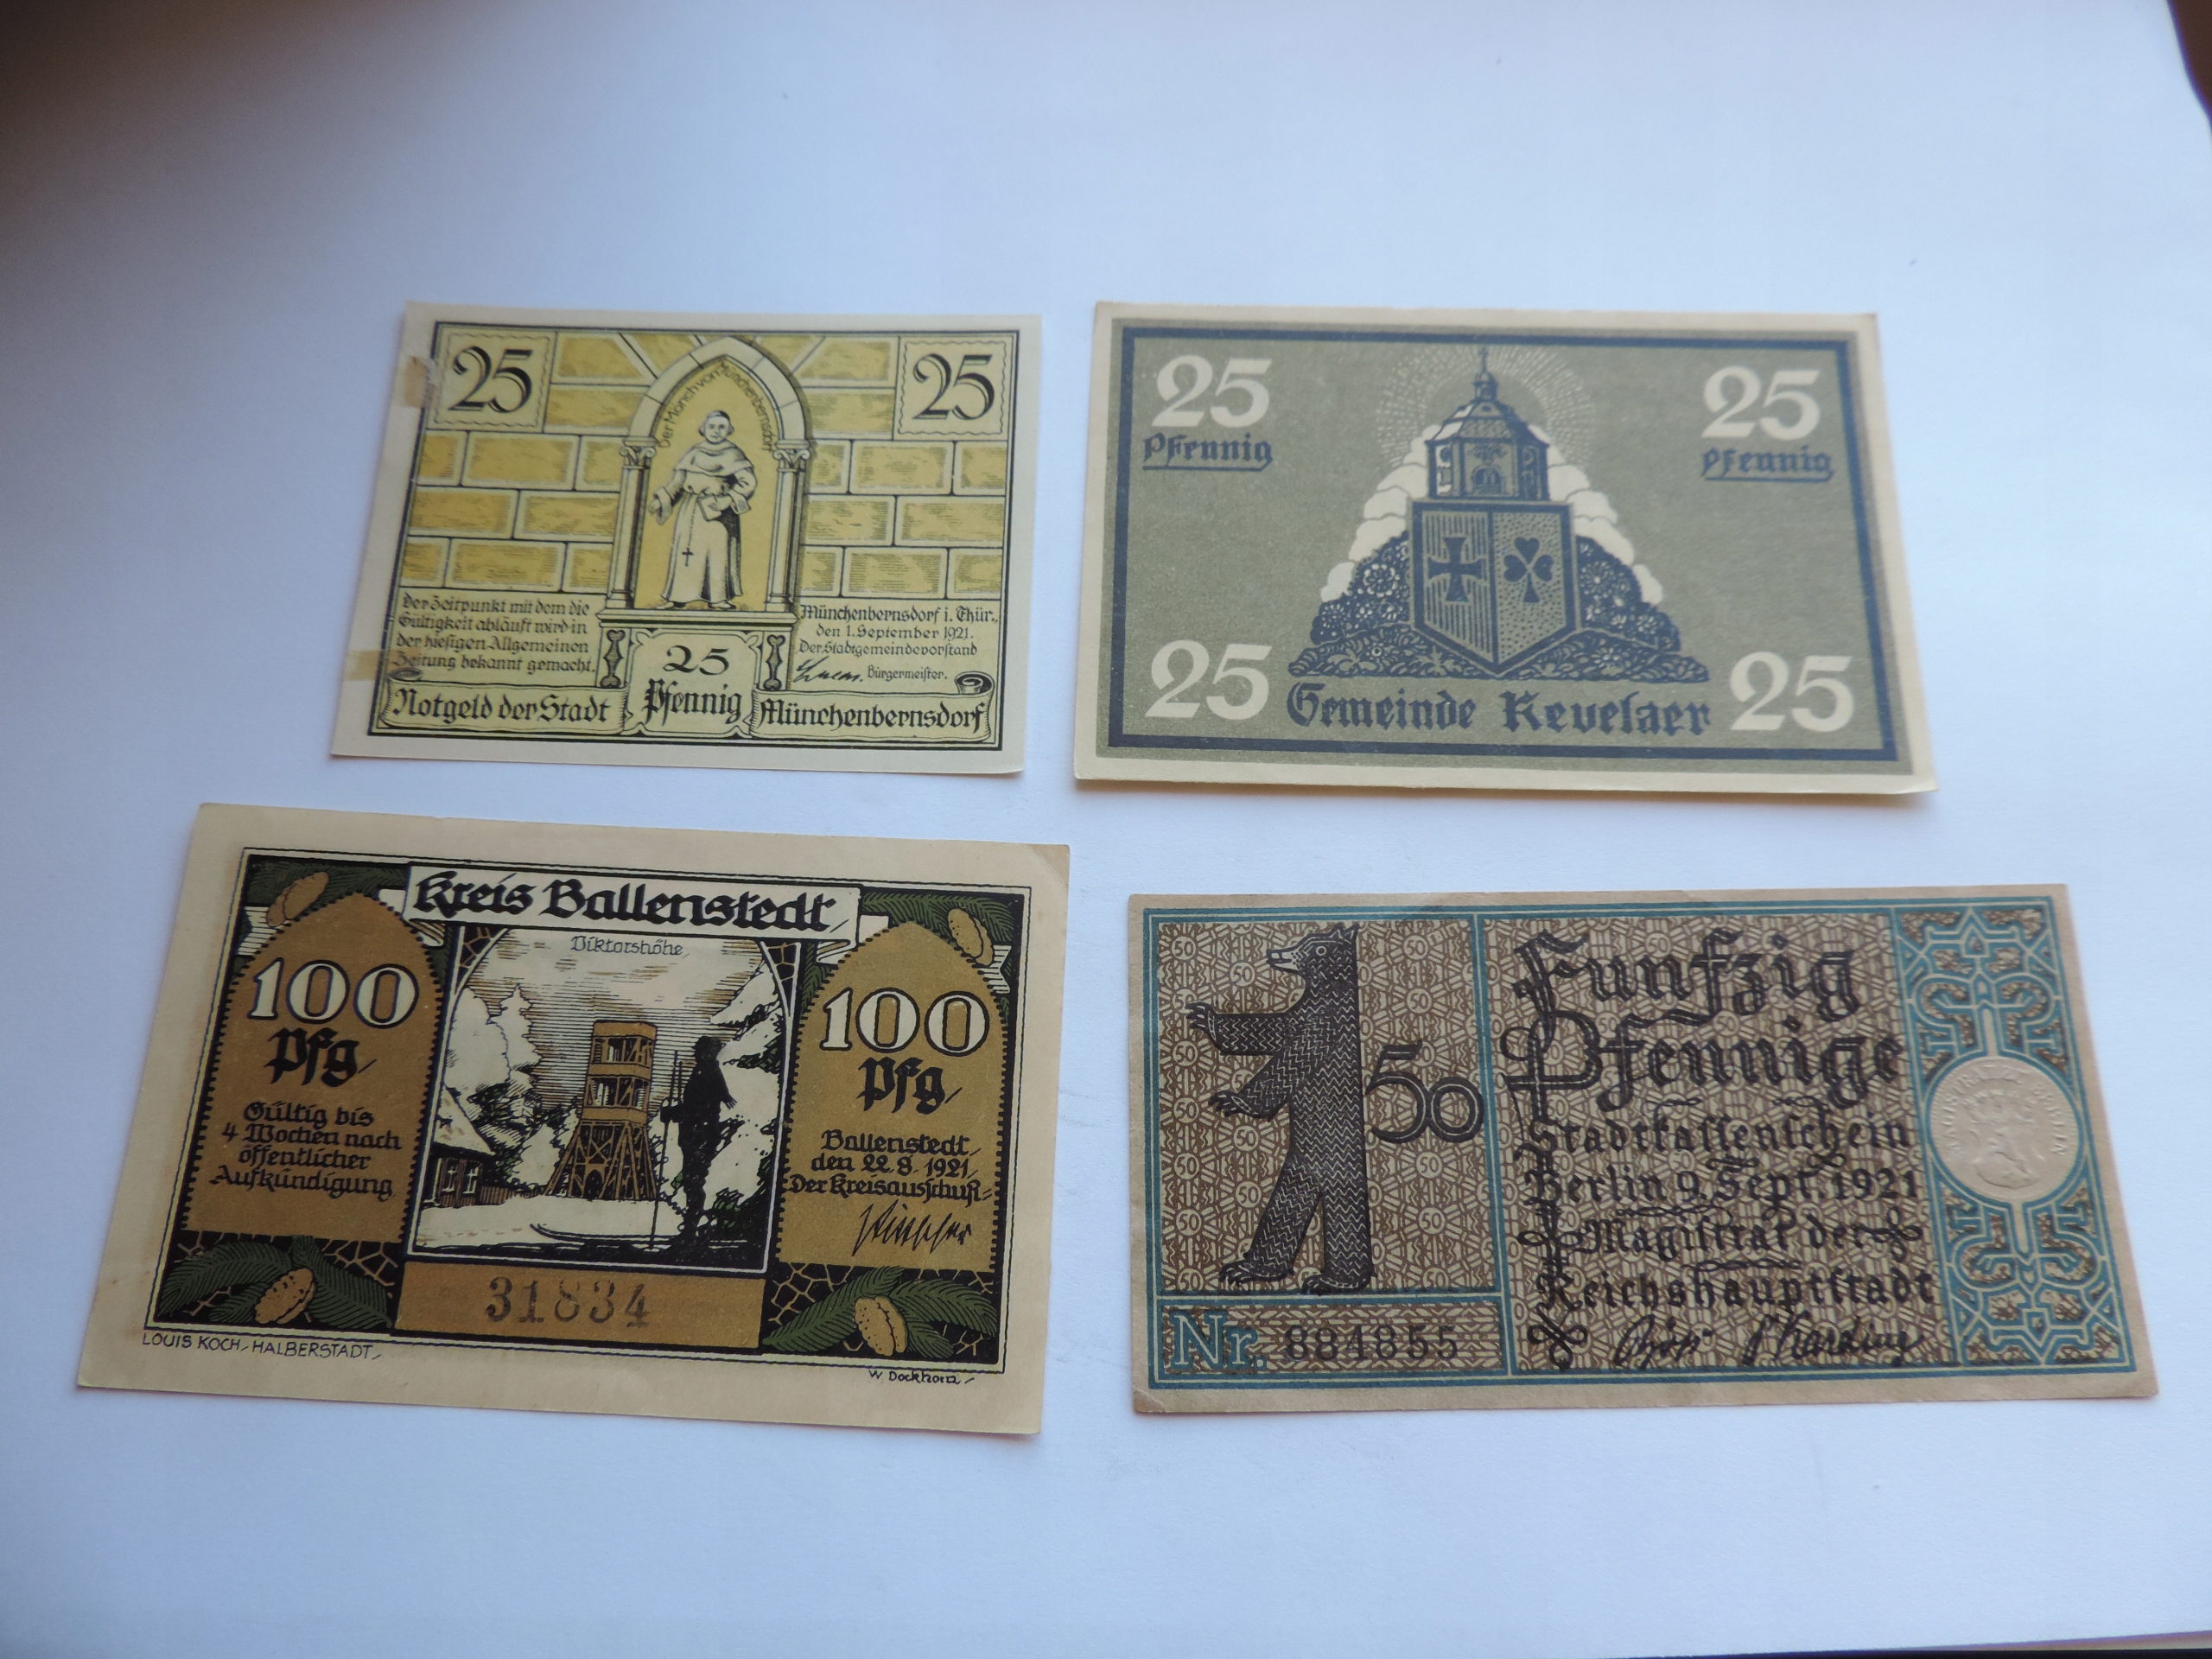 25
25
Der Mönch von Münchenbernsdorf
Der Zeitpunkt mit dem die
Gültigkeit abläuft wird in
der hiesigen Allgemeinen
Zeitung bekannt gemacht.
Münchenbernsdorf i. Thür.,
den 1. September 1921.
Der Stadtgemeindevorstand
Bürgermeister.
Notgeld der Stadt
25
Pfennig
Münchenbernsdorf
25
Pfennig
25
Pfennig
25
Gemeinde Kevelaer
25
Kreis Ballenstedt
Viktorshöhe
100
Pfg
Gültig bis
4 Wochen nach
öffentlicher
Aufkündigung
100
Pfg
Ballenstedt,
den 22. 8. 1921
Der Kreisausschuß=
31834
LOUIS KOCH, HALBERSTADT,
W. Dockhorn
50
Nr. 884855
Funfzig
Pfennige
Stadtkassenschein
Berlin 9. Sept. 1921
Magistrat der
Reichshauptstadt